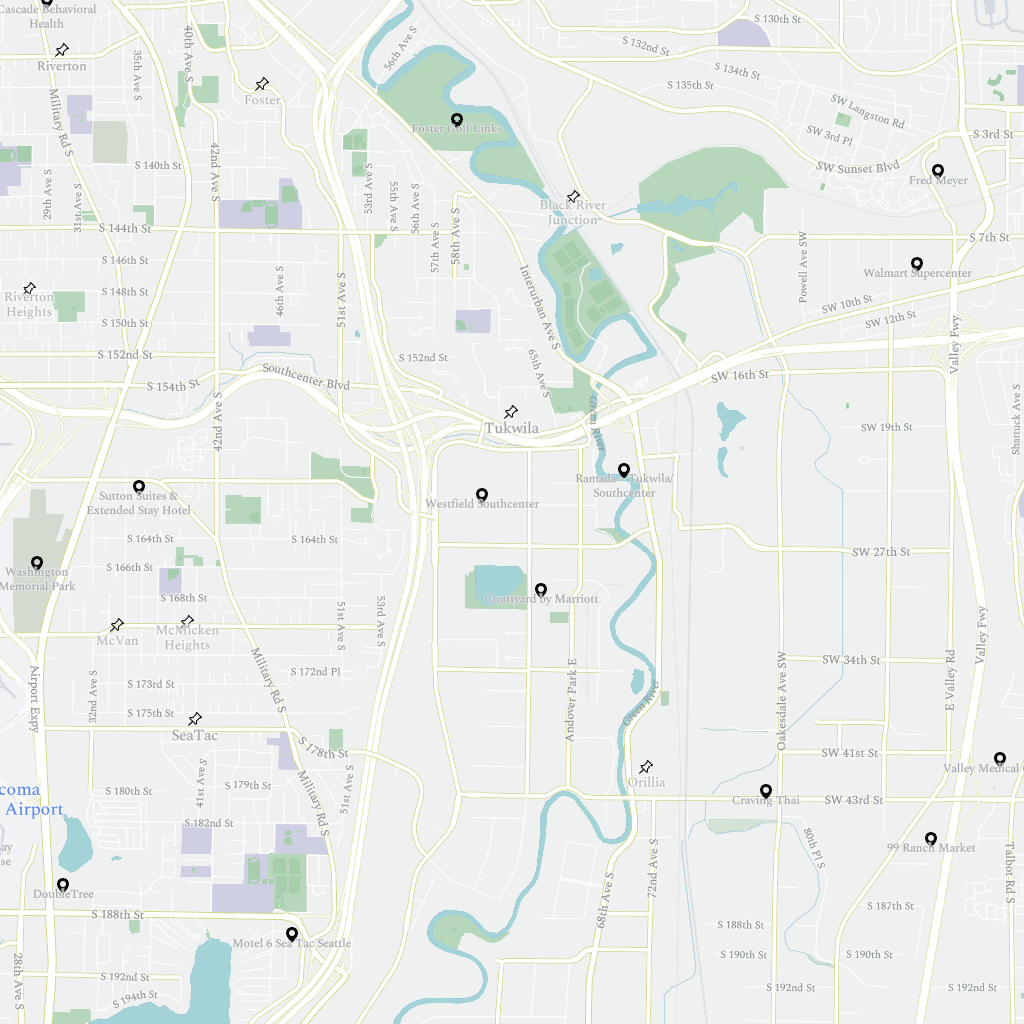 Cascade Behavioral
Health
40th Ave S
56th Ave S
S 130th St
S 132nd St
Riverton
35th Ave S
Foster
S 134th St
S 135th St
Military Rd S
SW Langston Rd
Foster Golf Links
SW 3rd Pl
S 3rd St
S 140th St
42nd Ave S
SW Sunset Blvd
Fred Meyer
29th Ave S
31st Ave S
53rd Ave S
55th Ave S
56th Ave S
57th Ave S
58th Ave S
Black River
Junction
S 144th St
S 7th St
S 146th St
Interurban Ave S
Powell Ave SW
Walmart Supercenter
46th Ave S
51st Ave S
S 148th St
Riverton
Heights
SW 10th St
S 150th St
SW 12th St
Valley Fwy
S 152nd St
S 152nd St
65th Ave S
Southcenter Blvd
SW 16th St
S 154th St
Shattuck Ave S
42nd Ave S
Green River
Tukwila
SW 19th St
Ramada - Tukwila/
Southcenter
Sutton Suites &
Extended Stay Hotel
Westfield Southcenter
S 164th St
S 164th St
SW 27th St
S 166th St
Washington
Memorial Park
S 168th St
Courtyard by Marriott
51st Ave S
53rd Ave S
McVan
McMicken
Heights
Valley Fwy
Military Rd S
S 172nd Pl
SW 34th St
Airport Expy
32nd Ave S
S 173rd St
Andover Park E
Green River
Oakesdale Ave SW
E Valley Rd
S 175th St
SeaTac
S 178th St
SW 41st St
41st Ave S
S 179th St
Military Rd S
51st Ave S
Orillia
Valley Medical
coma
Airport
S 180th St
Craving Thai
SW 43rd St
S 182nd St
80th Pl S
99 Ranch Market
72nd Ave S
Talbot Rd S
DoubleTree
68th Ave S
S 188th St
S 187th St
S 188th St
Motel 6 Sea Tac Seattle
S 190th St
S 190th St
28th Ave S
S 192nd St
S 192nd St
S 192nd St
S 194th St